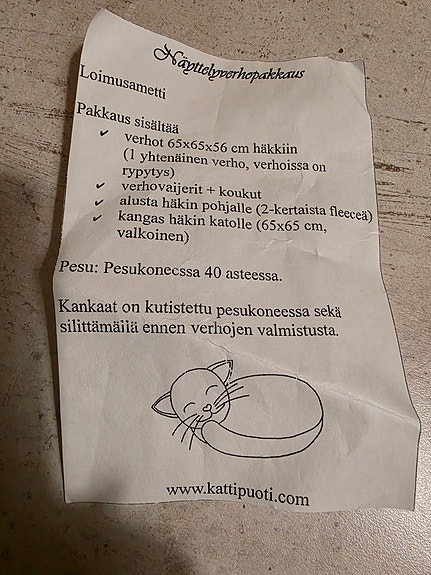 Näyttelyverhopakkaus
Loimusametti
Pakkaus sisältää
✔ verhot 65x65x56 cm häkkiin
(1 yhtenäinen verho, verhoissa on
rypytys)
✔ verhovaijerit + koukut
✔ alusta häkin pohjalle (2-kertaista fleeceä)
✔ kangas häkin katolle (65x65 cm,
valkoinen)
Pesu: Pesukoneessa 40 asteessa.
Kankaat on kutistettu pesukoneessa sekä
silittämällä ennen verhojen valmistusta.
www.kattipuoti.com